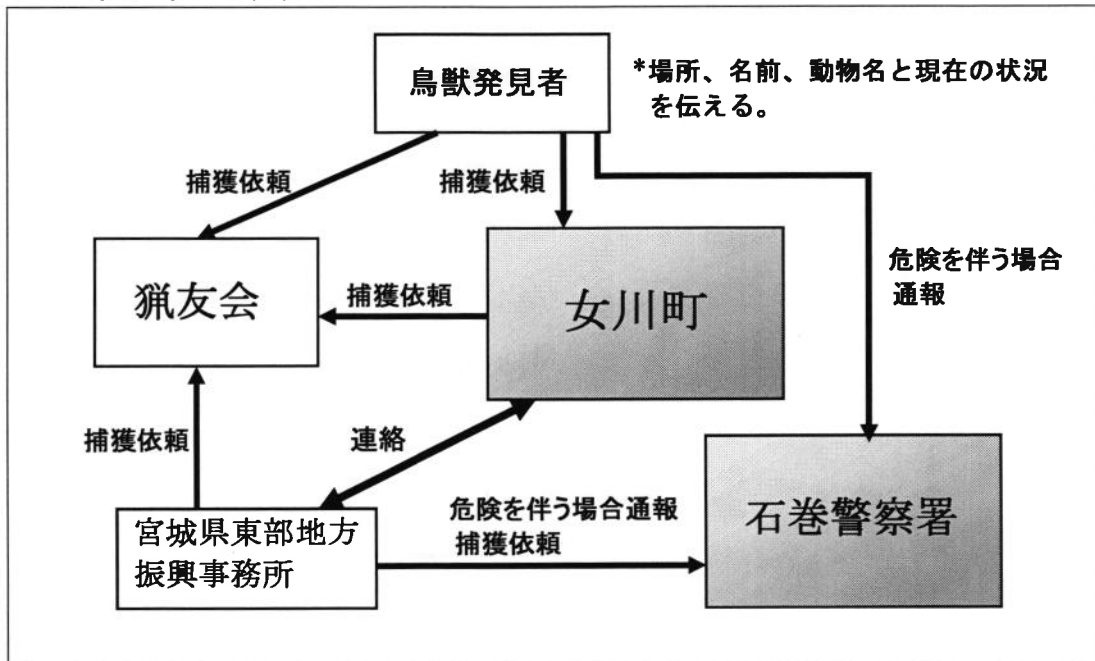 鳥獣発見者
*場所、名前、動物名と現在の状況
を伝える。
捕獲依頼
捕獲依頼
危険を伴う場合
通報
猟友会
捕獲依頼
女川町
捕獲依頼
連絡
宮城県東部地方
振興事務所
危険を伴う場合通報
捕獲依頼
石巻警察署